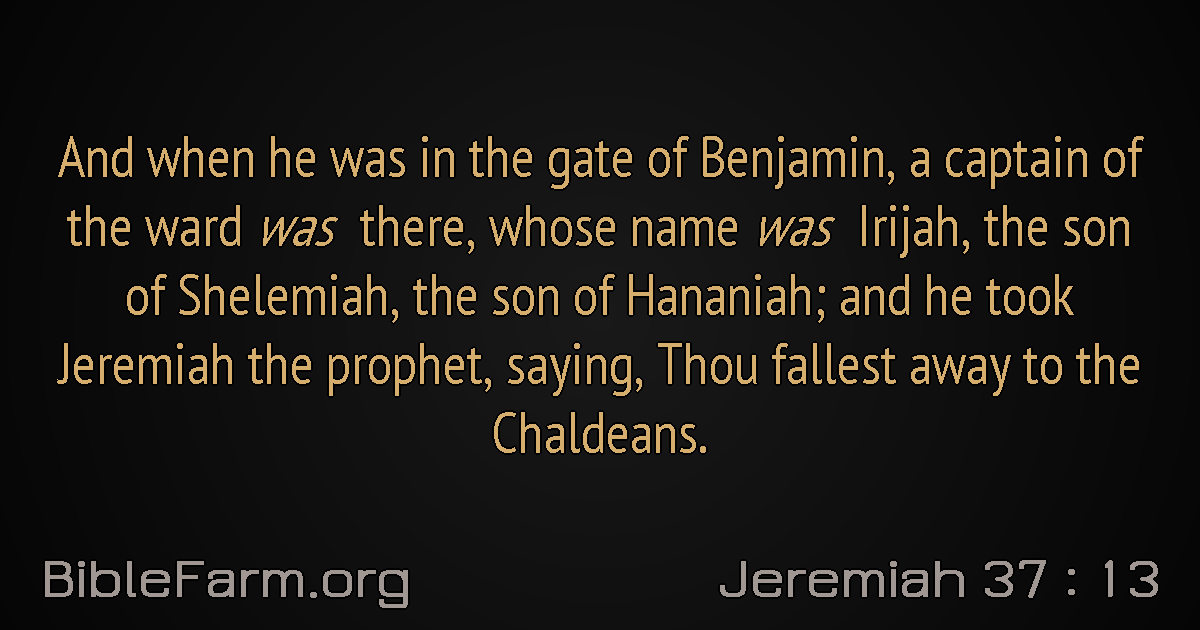 And when he was in the gate of Benjamin, a captain of
the ward was there, whose name was Irijah, the son
of Shelemiah, the son of Hananiah; and he took
Jeremiah the prophet, saying, Thou fallest away to the
Chaldeans.
BibleFarm.org
Jeremiah 37 : 13